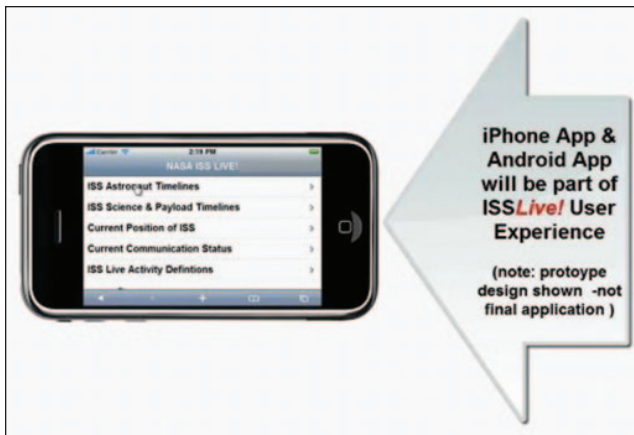 Carrier 2:19 PM
NASA ISS LIVE!
ISS Astronaut Timelines
ISS Science & Payload Timelines
Current Position of ISS
Current Communication Status
ISS Live Activity Defintions
iPhone App &
Android App
will be part of
ISSLive! User
Experience
(note: protoype
design shown -not
final application )